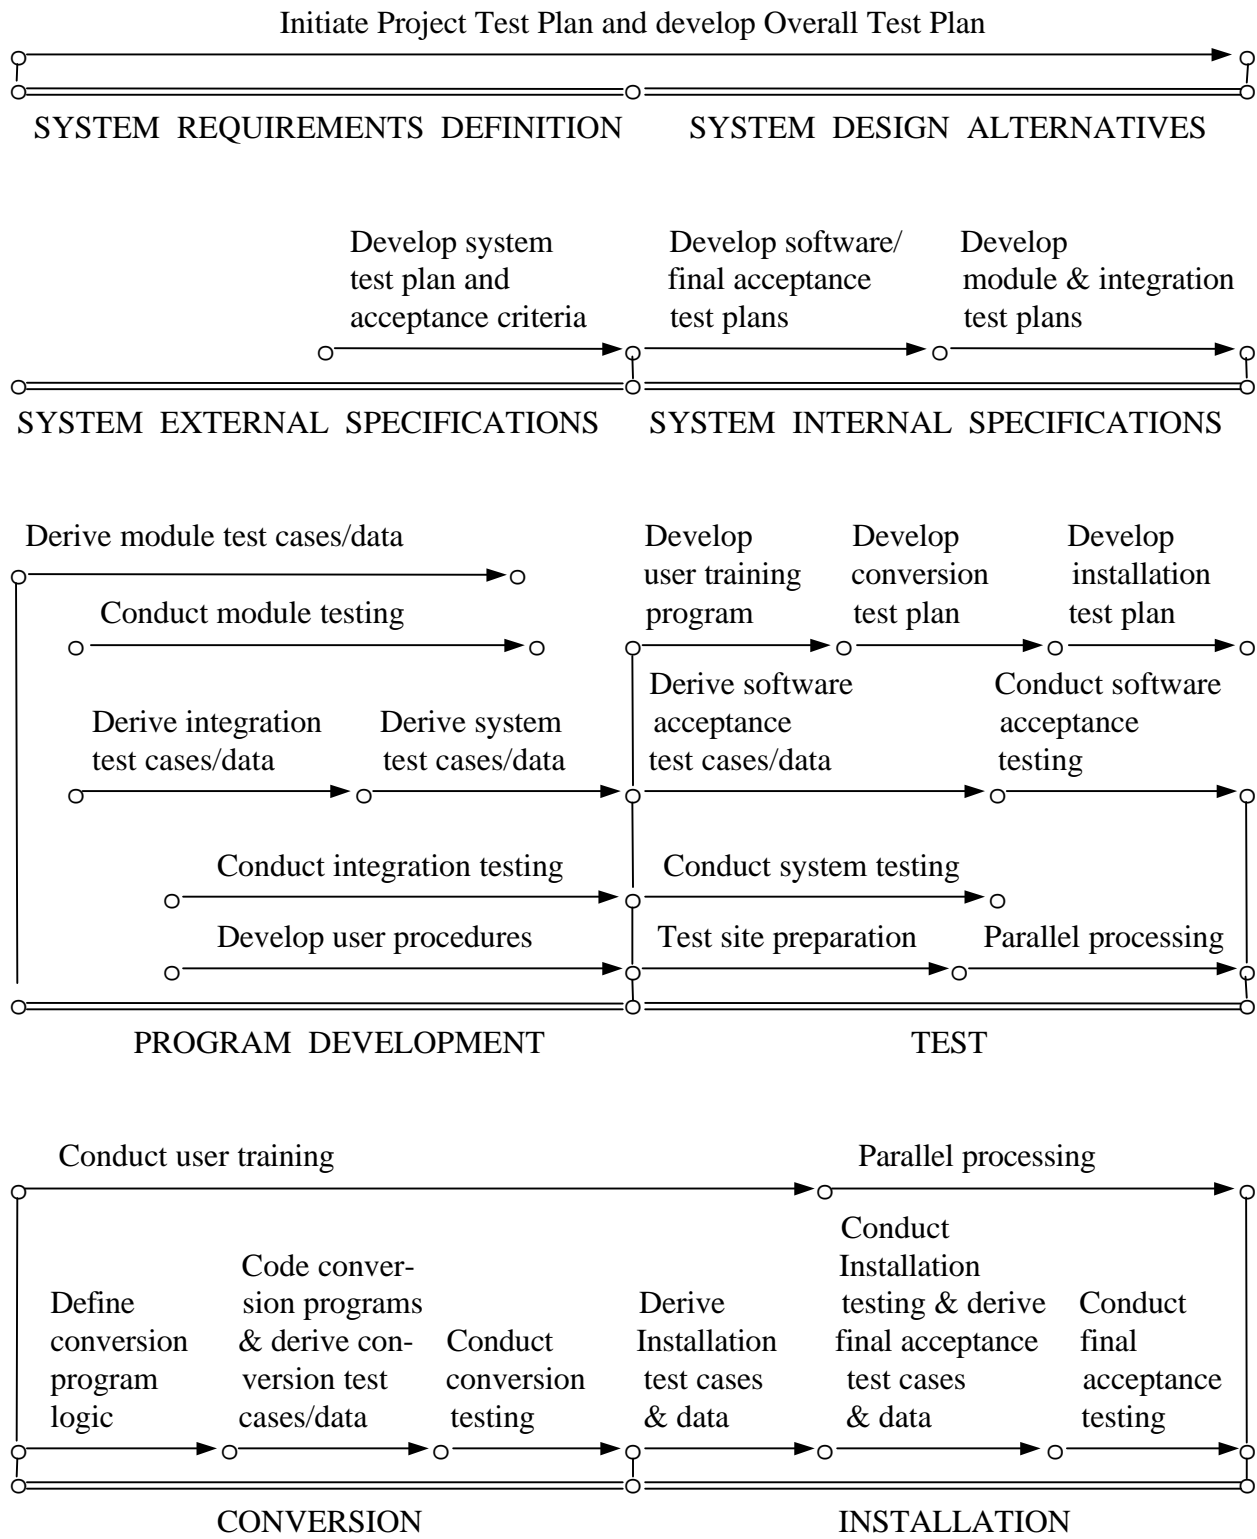 Initiate Project Test Plan and develop Overall Test Plan
SYSTEM REQUIREMENTS DEFINITION
SYSTEM DESIGN ALTERNATIVES
Develop system
test plan and
acceptance criteria
Develop software/
final acceptance
test plans
Develop
module & integration
test plans
SYSTEM EXTERNAL SPECIFICATIONS
SYSTEM INTERNAL SPECIFICATIONS
Derive module test cases/data
Conduct module testing
Derive integration
test cases/data
Derive system
test cases/data
Conduct integration testing
Develop user procedures
Develop
user training
program
Develop
conversion
test plan
Develop
installation
test plan
Derive software
acceptance
test cases/data
Conduct software
acceptance
testing
Conduct system testing
Test site preparation
Parallel processing
PROGRAM DEVELOPMENT
TEST
Conduct user training
Parallel processing
Define
conversion
program
logic
Code conver-
sion programs
& derive con-
version test
cases/data
Conduct
conversion
testing
Derive
Installation
test cases
& data
Conduct
Installation
testing & derive
final acceptance
test cases
& data
Conduct
final
acceptance
testing
CONVERSION
INSTALLATION